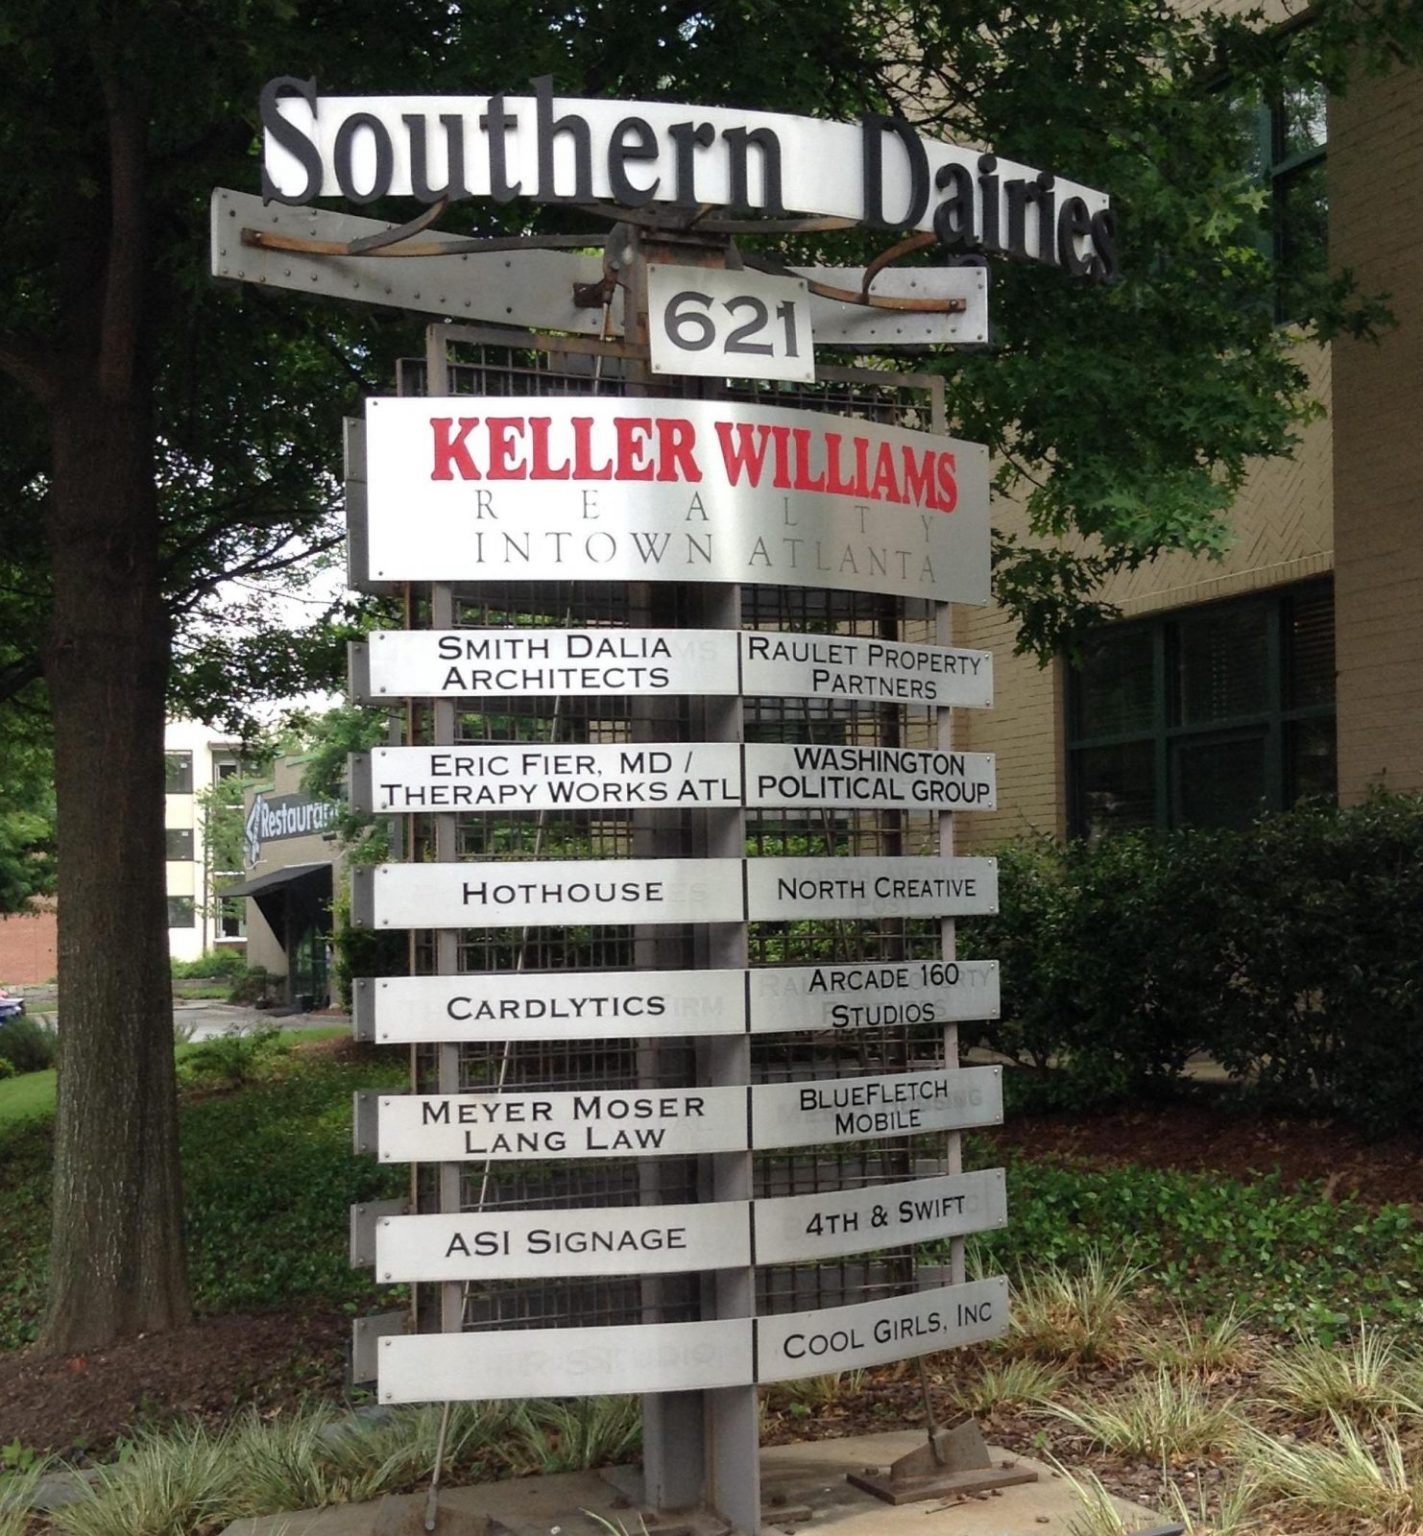 Southern Dairies
621
KELLER WILLIAMS
REALTY
INTOWN ATLANTA
SMITH DALIA
ARCHITECTS
RAULET PROPERTY
PARTNERS
ERIC FIER, MD /
THERAPY WORKS ATL
WASHINGTON
POLITICAL GROUP
HOTHOUSE
NORTH CREATIVE
CARDLYTICS
ARCADE 160
STUDIOS
MEYER MOSER
LANG LAW
BLUEFLETCH
MOBILE
ASI SIGNAGE
4TH & SWIFT
COOL GIRLS, INC